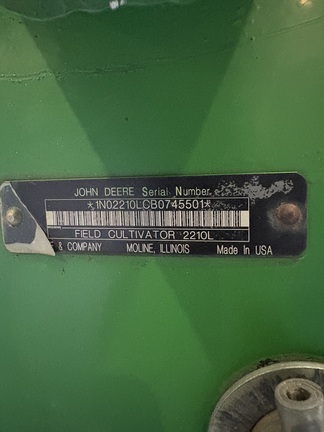 JOHN DEERE Serial Number
*1N02210LCB0745501*
FIELD CULTIVATOR 2210L
& COMPANY MOLINE, ILLINOIS Made In USA